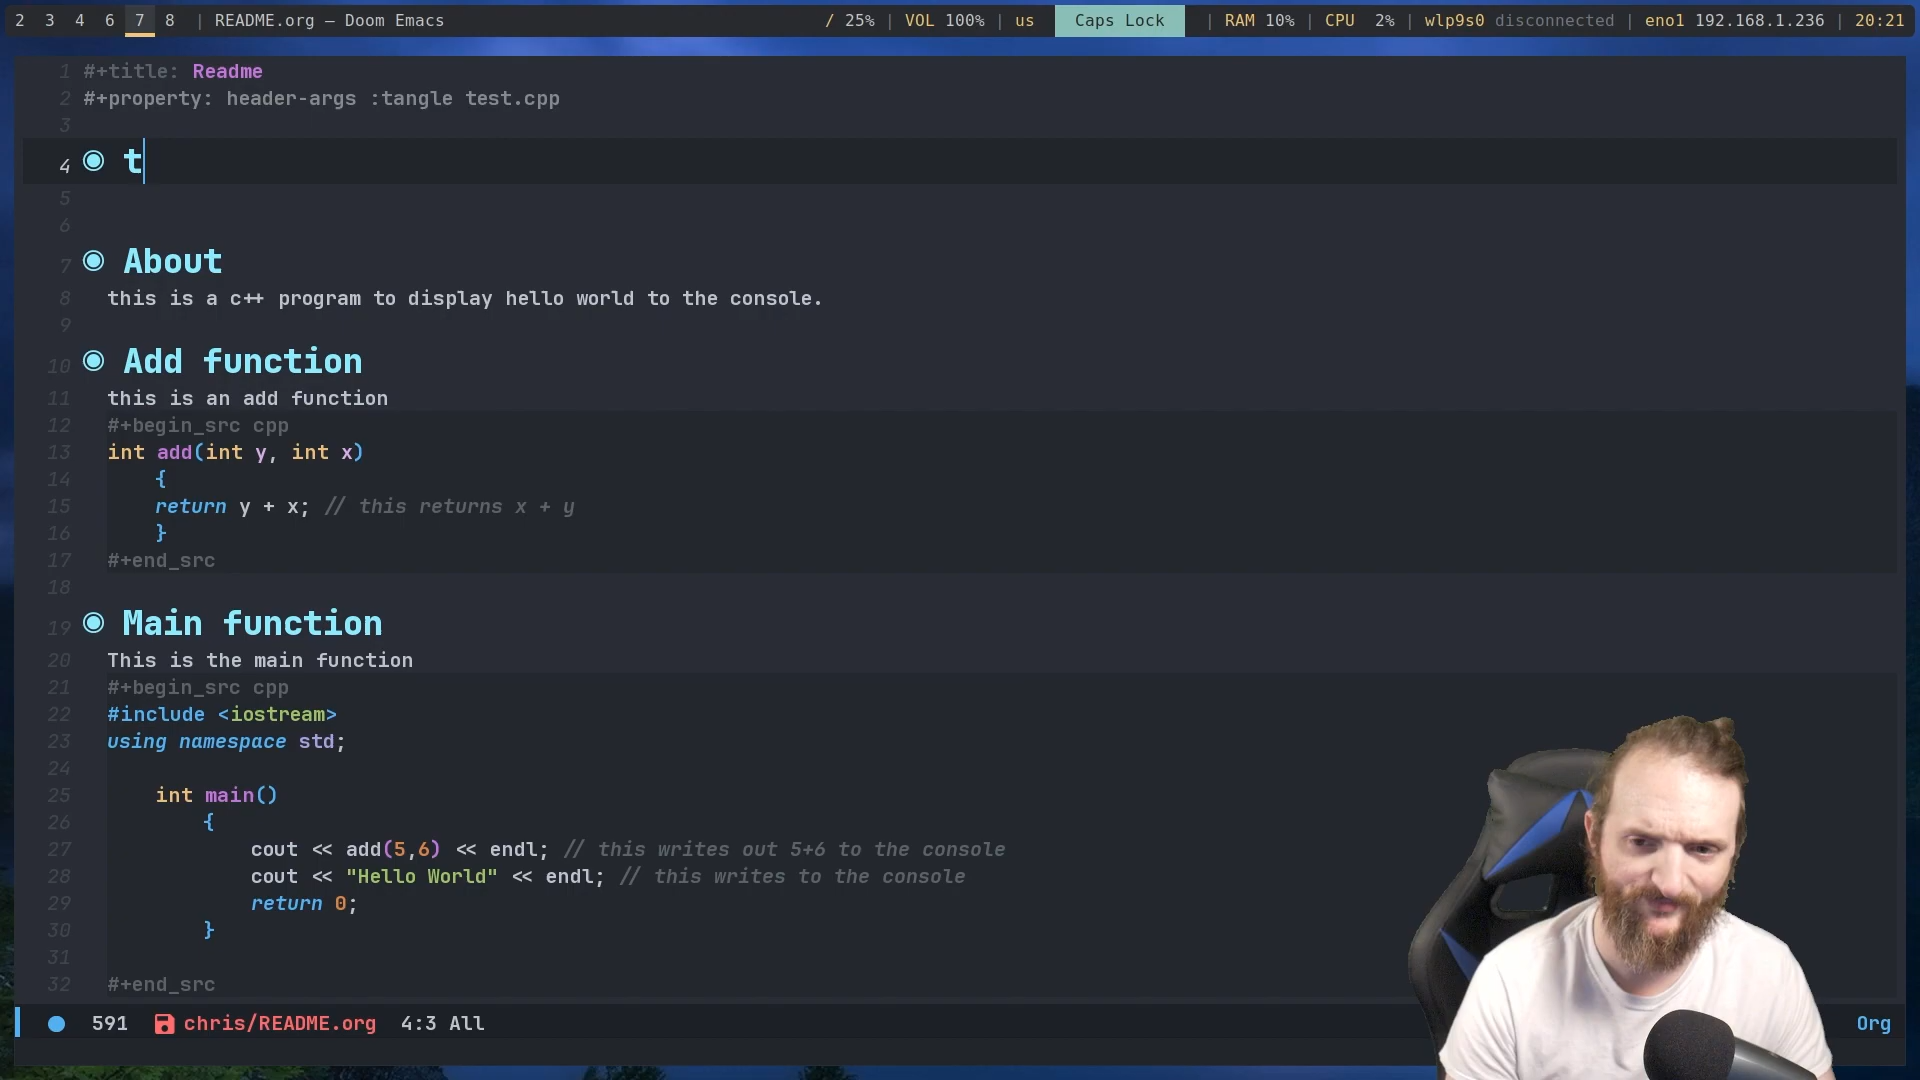 2 3 4 6 7 8 | README.org – Doom Emacs / 25% | VOL 100% | us Caps Lock | RAM 10% | CPU 2% | wlp9s0 disconnected | eno1 192.168.1.236 | 20:21
1 #+title: Readme
2 #+property: header-args :tangle test.cpp
3
4 t
5
6
7 About
8 this is a c++ program to display hello world to the console.
9
10 Add function
11 this is an add function
12 #+begin_src cpp
13 int add(int y, int x)
14 {
15 return y + x; // this returns x + y
16 }
17 #+end_src
18
19 Main function
20 This is the main function
21 #+begin_src cpp
22 #include <iostream>
23 using namespace std;
24
25 int main()
26 {
27 cout << add(5,6) << endl; // this writes out 5+6 to the console
28 cout << "Hello World" << endl; // this writes to the console
29 return 0;
30 }
31
32 #+end_src
591 chris/README.org 4:3 All Org